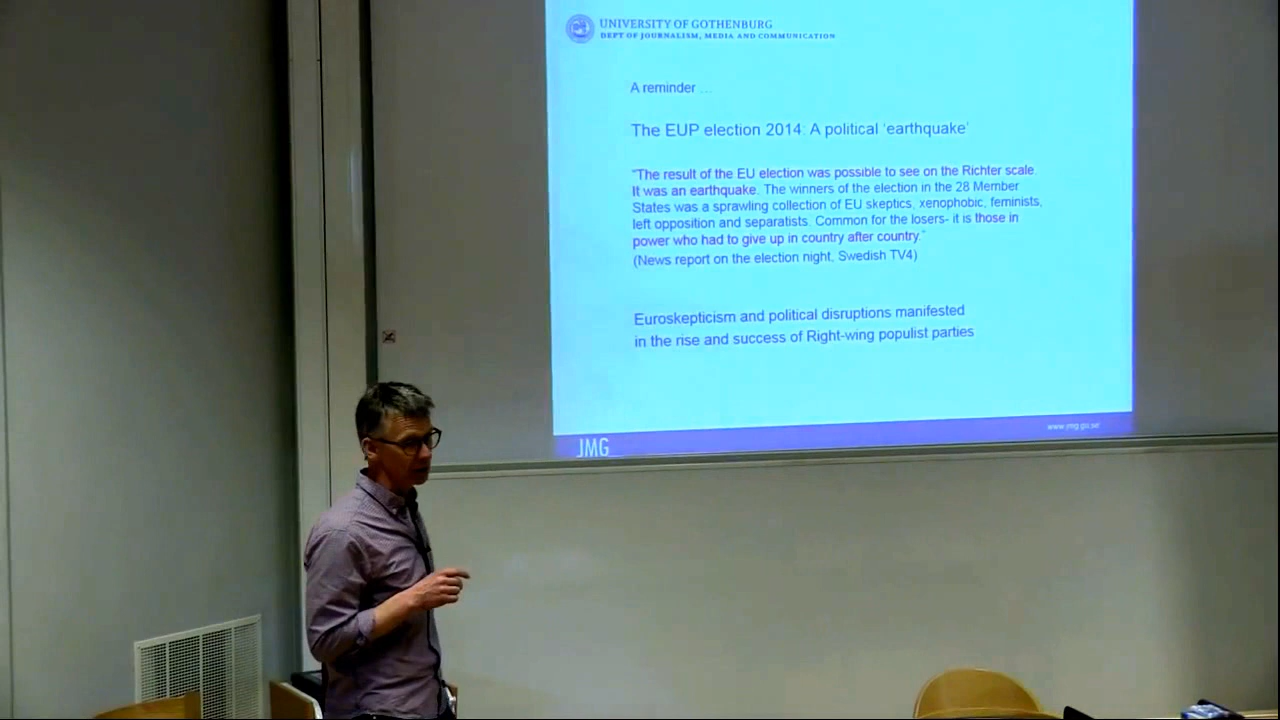 UNIVERSITY OF GOTHENBURG
DEPT OF JOURNALISM, MEDIA AND COMMUNICATION
A reminder …
The EUP election 2014: A political ‘earthquake’
“The result of the EU election was possible to see on the Richter scale.
It was an earthquake. The winners of the election in the 28 Member
States was a sprawling collection of EU skeptics, xenophobic, feminists,
left opposition and separatists. Common for the losers- it is those in
power who had to give up in country after country.”
(News report on the election night, Swedish TV4)
Euroskepticism and political disruptions manifested
in the rise and success of Right-wing populist parties
JMG
www.jmg.gu.se